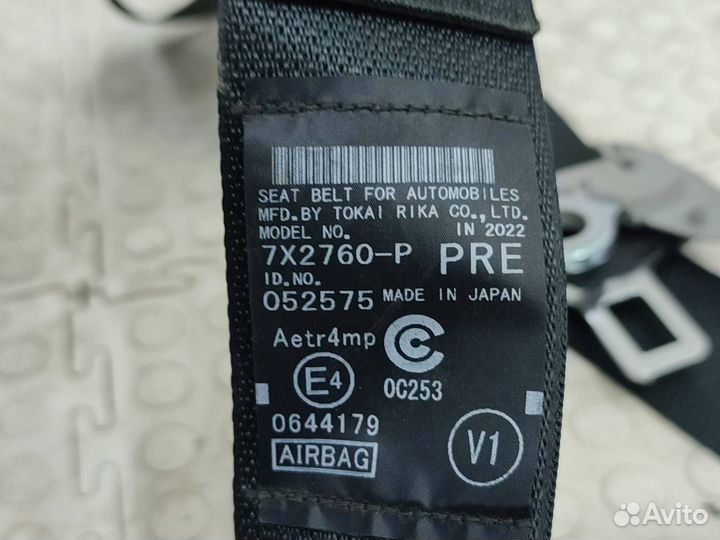 SEAT BELT FOR AUTOMOBILES
MFD.BY TOKAI RIKA CO.,LTD.
MODEL NO. IN 2022
7X2760-P PRE
ID.NO.
052575 MADE IN JAPAN
Aetr4mp C
E4 0C253
0644179
AIRBAG V1
Avito